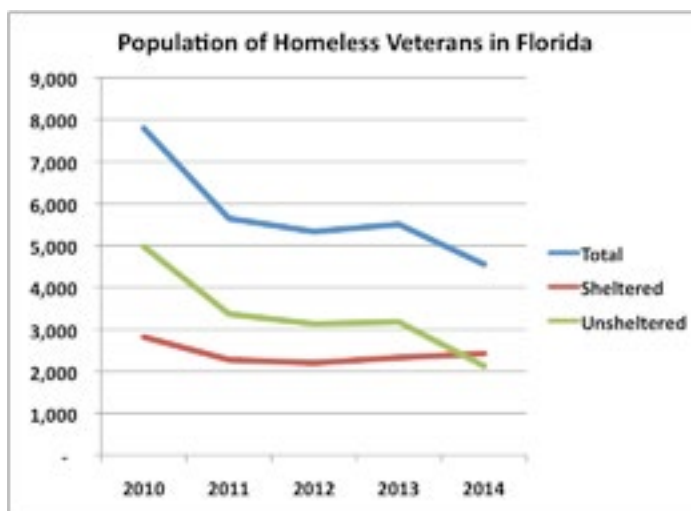 Population of Homeless Veterans in Florida
9,000
8,000
7,000
6,000
5,000
4,000
3,000
2,000
1,000
-
2010 2011 2012 2013 2014
Total
Sheltered
Unsheltered